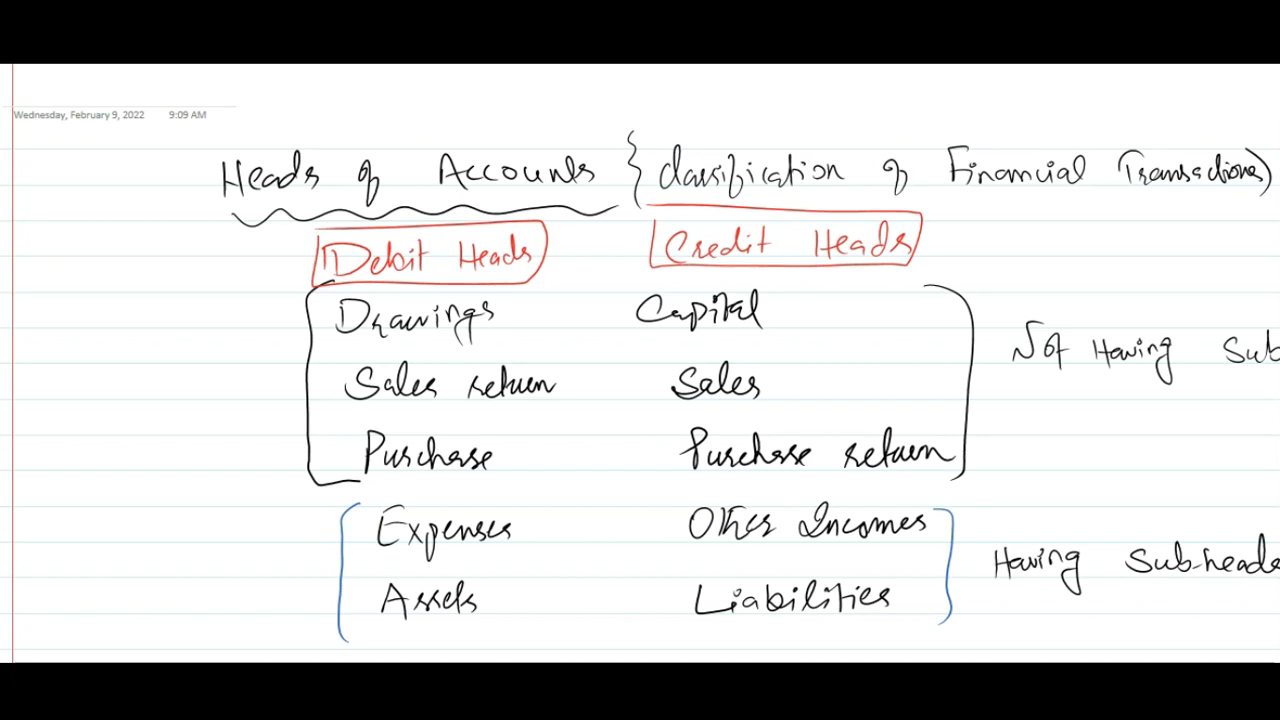 Wednesday, February 9, 2022 9:09 AM
Heads of Accounts { Classification of Financial Transactions)
Debit Heads Credit Heads
Drawings Capital
Sales return Sales
Not Having Sub
Purchase Purchase return
Expenses Other Incomes
Having Sub-heads
Assets Liabilities